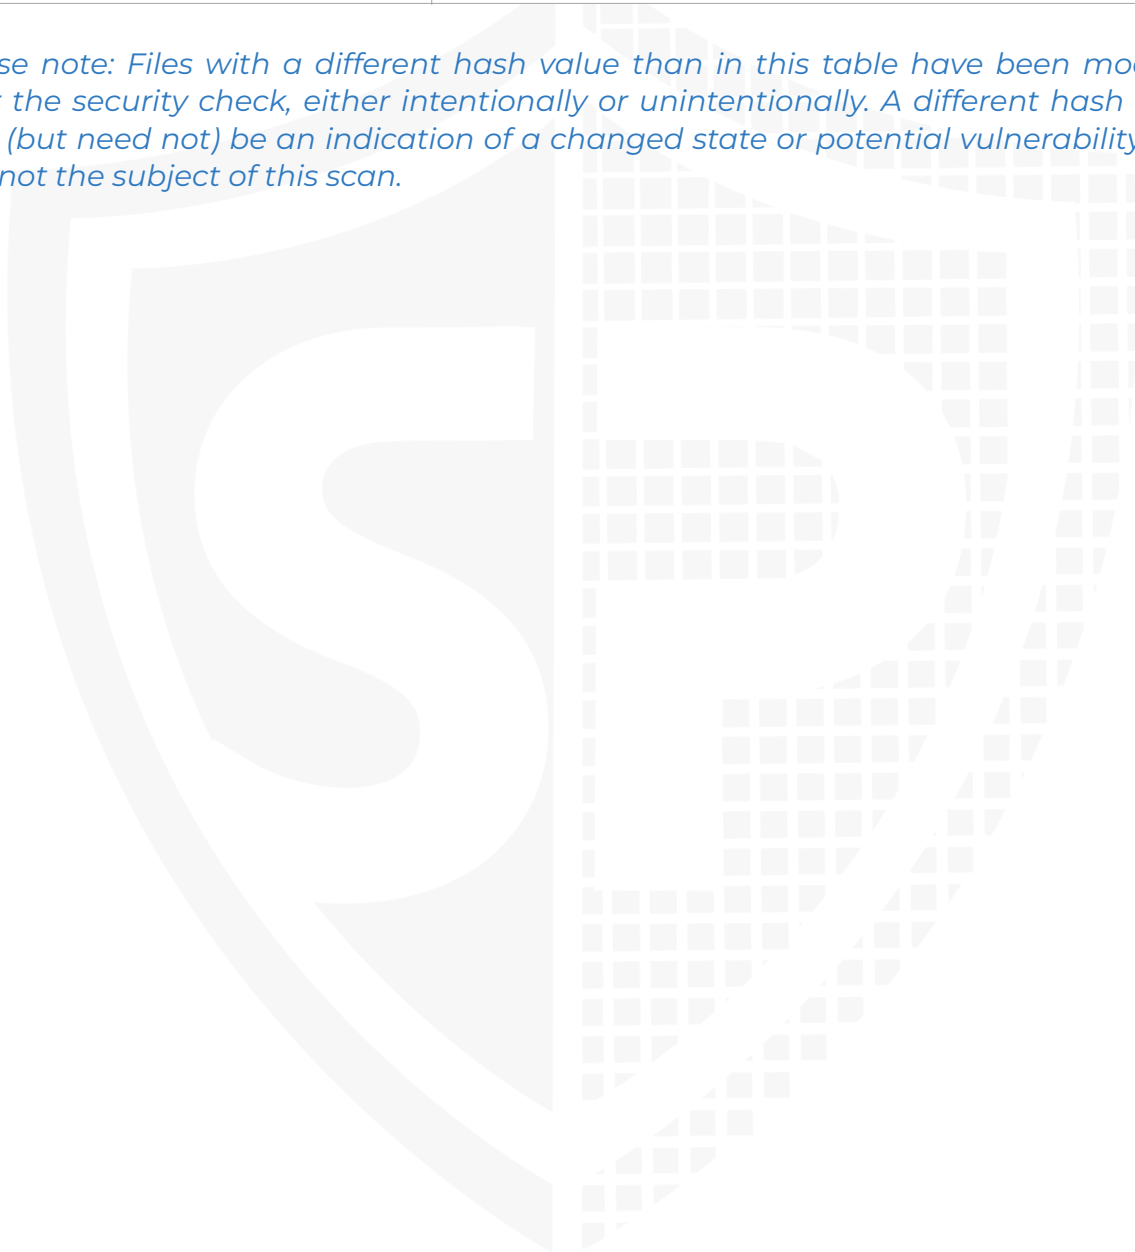 se note: Files with a different hash value than in this table have been mo
the security check, either intentionally or unintentionally. A different hash
(but need not) be an indication of a changed state or potential vulnerability
not the subject of this scan.
SP